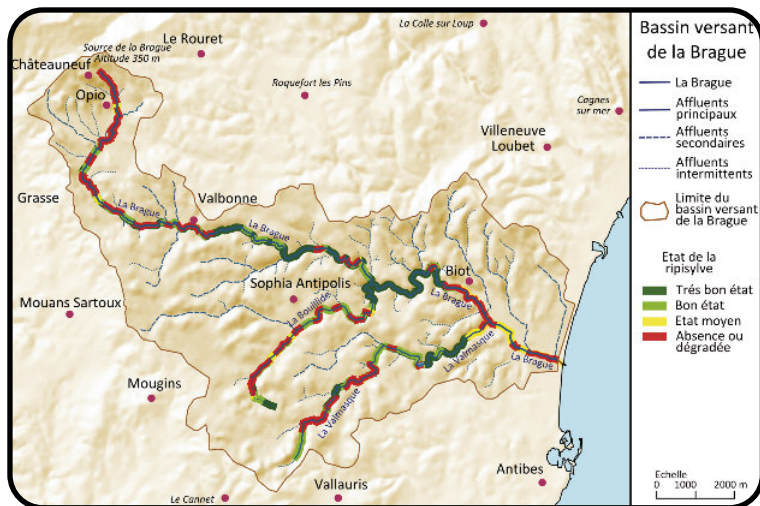 La Colle sur Loup
Le Rouret
Source de la Brague
Altitude 350 m
Châteauneuf
Opio
Roquefort les Pins
Cagnes
sur mer
Villeneuve
Loubet
Grasse
La Brague
Valbonne
La Brague
Sophia Antipolis
Biot
La Brague
La Bouillide
Mouans Sartoux
La Valmasque
La Brague
Mougins
La Valmasque
Antibes
Le Cannet
Vallauris
Bassin versant
de la Brague
La Brague
Affluents
principaux
Affluents
secondaires
Affluents
intermittents
Limite du
bassin versant
de la Brague
Etat de la
ripisylve
Trés bon état
Bon état
Etat moyen
Absence ou
dégradée
Echelle
0 1000 2000 m